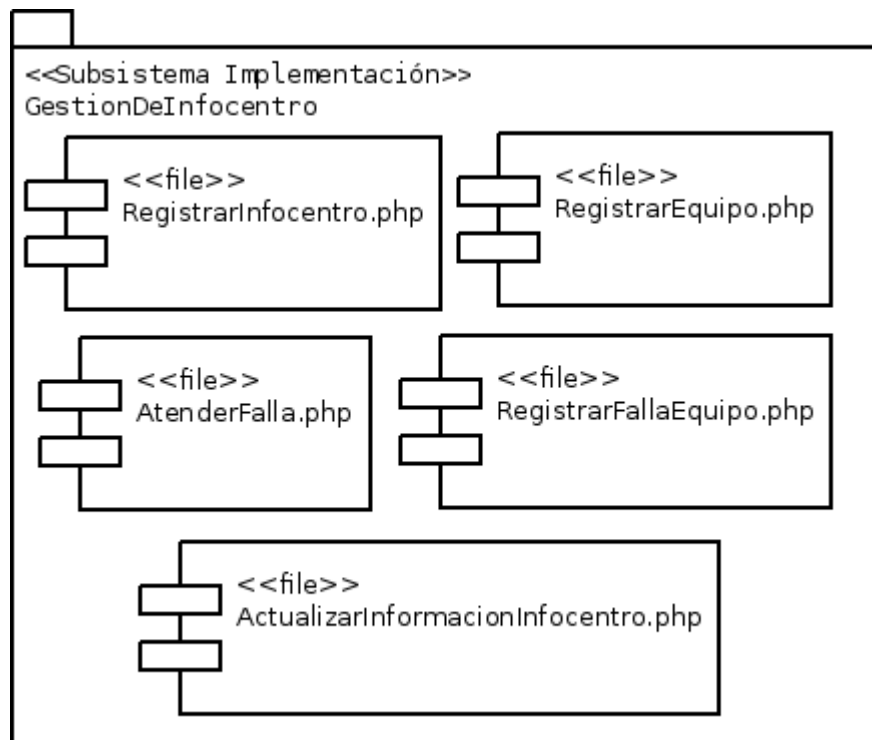 <<Subsistema Implementación>>
GestionDeInfocentro
<<file>>
RegistrarInfocentro.php
<<file>>
RegistrarEquipo.php
<<file>>
AtenderFalla.php
<<file>>
RegistrarFallaEquipo.php
<<file>>
ActualizarInformacionInfocentro.php